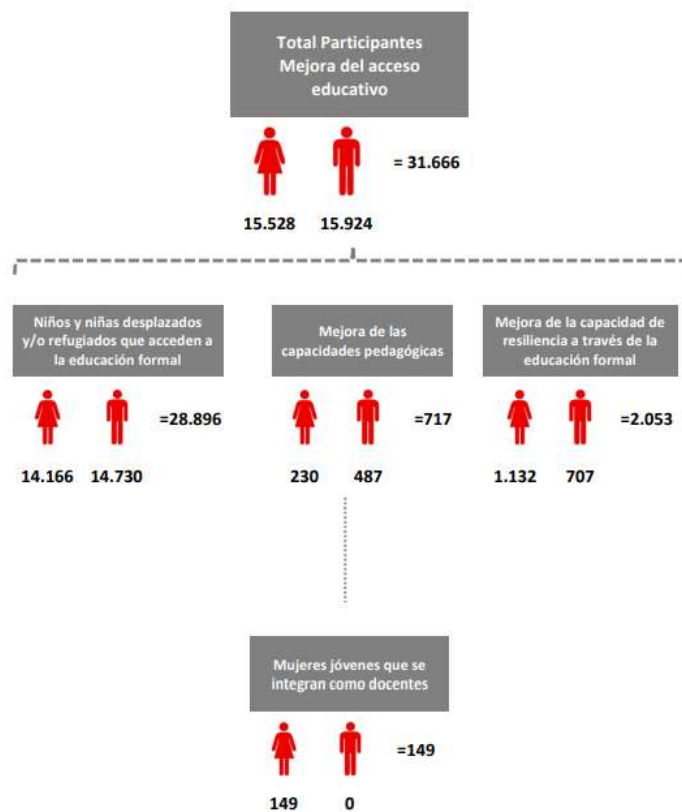 Total Participantes
Mejora del acceso
educativo
= 31.666
15.528 15.924
Niños y niñas desplazados
y/o refugiados que acceden a
la educación formal
=28.896
14.166 14.730
Mejora de las
capacidades pedagógicas
=717
230 487
Mejora de la capacidad de
resiliencia a través de la
educación formal
=2.053
1.132 707
Mujeres jóvenes que se
integran como docentes
=149
149 0